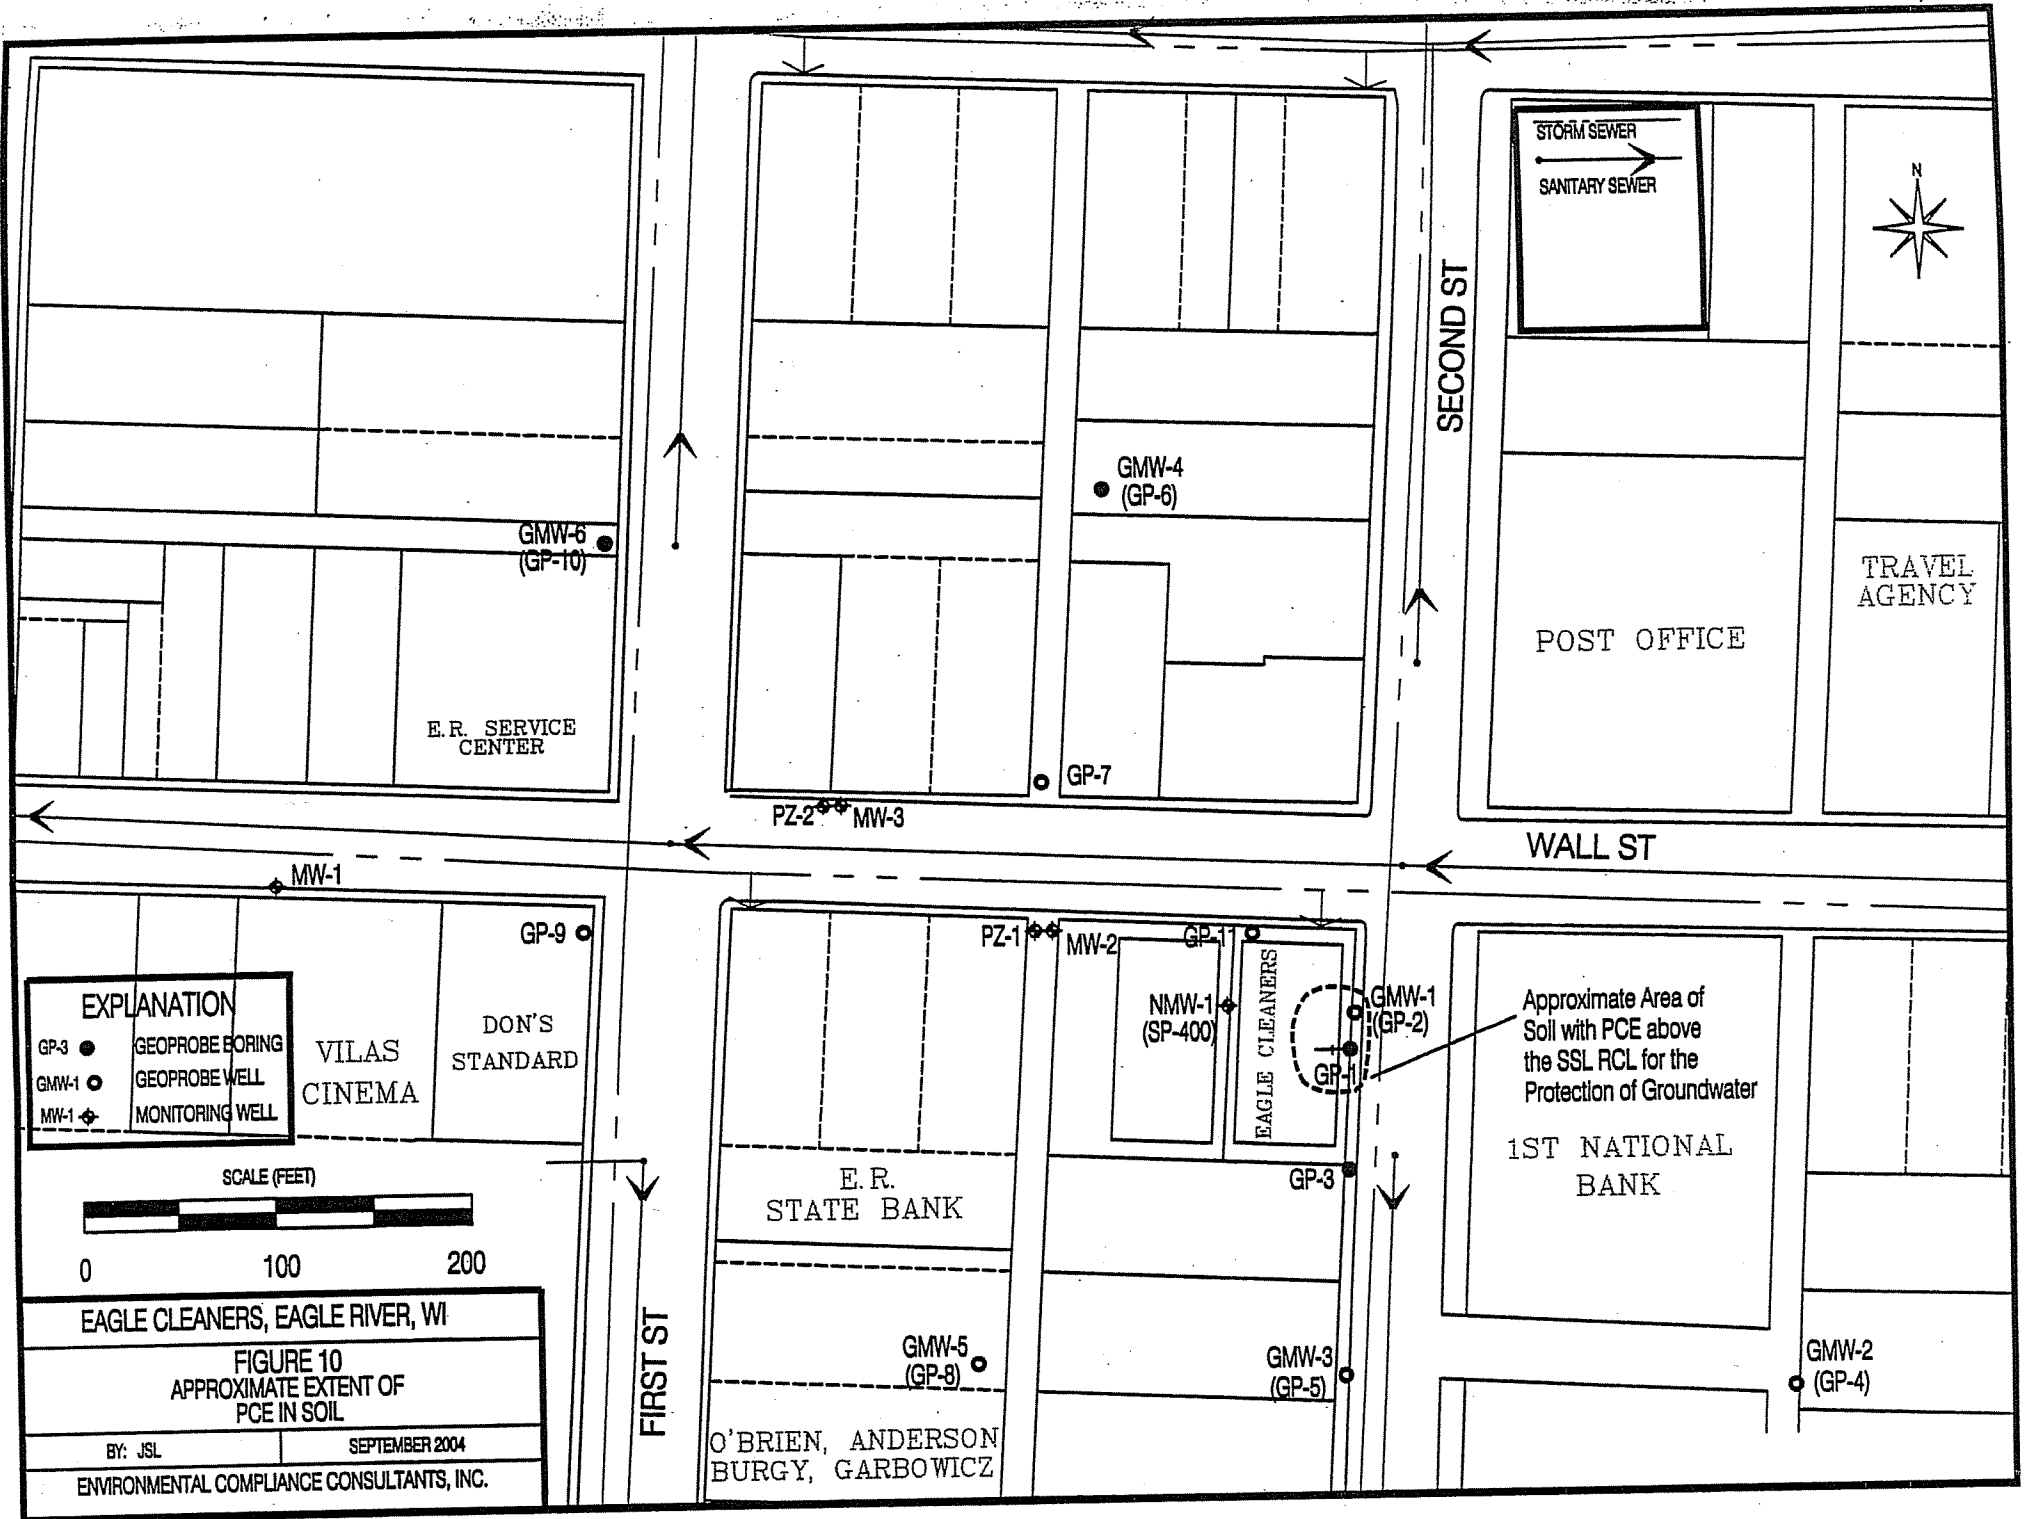 STORM SEWER
SANITARY SEWER
N
SECOND ST
GMW-4
(GP-6)
GMW-6
(GP-10)
TRAVEL
AGENCY
POST OFFICE
E.R. SERVICE
CENTER
GP-7
PZ-2
MW-3
WALL ST
MW-1
GP-9
PZ-1
MW-2
GP-11
EAGLE CLEANERS
NMW-1
(SP-400)
GMW-1
(GP-2)
GP-1
Approximate Area of
Soil with PCE above
the SSL RCL for the
Protection of Groundwater
EXPLANATION
GP-3
GEOPROBE BORING
GMW-1
GEOPROBE WELL
MW-1
MONITORING WELL
VILAS
CINEMA
DON'S
STANDARD
1ST NATIONAL
BANK
GP-3
E.R.
STATE BANK
SCALE (FEET)
0
100
200
FIRST ST
GMW-5
(GP-8)
GMW-3
(GP-5)
GMW-2
(GP-4)
O'BRIEN, ANDERSON
BURGY, GARBOWICZ
EAGLE CLEANERS, EAGLE RIVER, WI
FIGURE 10
APPROXIMATE EXTENT OF
PCE IN SOIL
BY: JSL
SEPTEMBER 2004
ENVIRONMENTAL COMPLIANCE CONSULTANTS, INC.